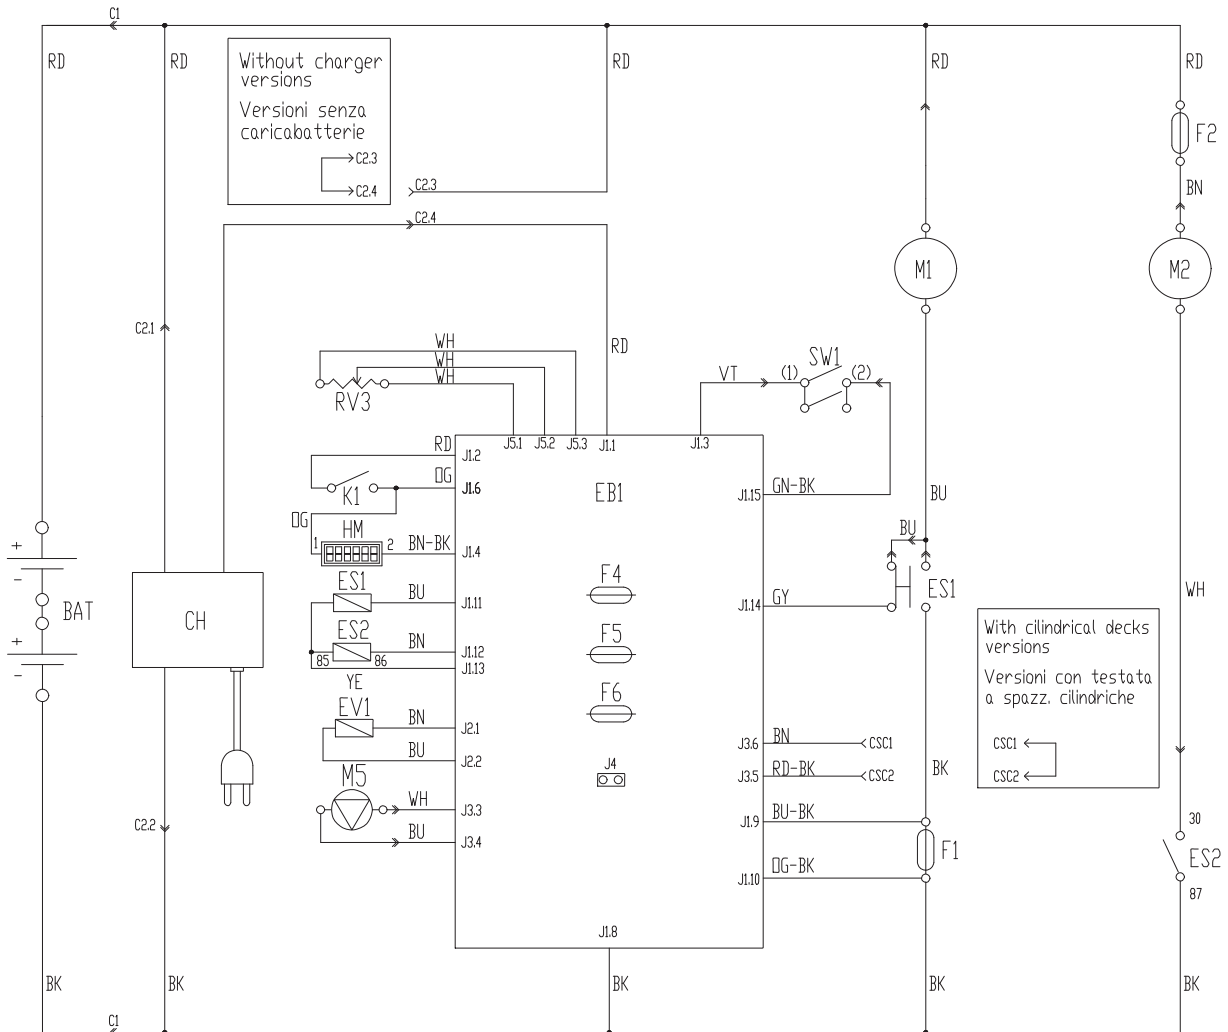 C1
RD
RD
RD
RD
RD
Without charger
versions
Versioni senza
caricabatterie
C2.3
C2.4
C2.3
C2.4
F2
BN
M1
M2
C2.1
WH
WH
WH
RD
RV3
VT
(1)
SW1
(2)
J5.1
J5.2
J5.3
J1.1
J1.3
RD
J1.2
OG
J1.6
K1
EB1
J1.15
GN-BK
BU
OG
1
HM
2
BN-BK
J1.4
BU
+
-
BAT
+
-
CH
ES1
BU
J1.11
F4
J1.14
GY
ES1
WH
ES2
BN
85
86
J1.12
J1.13
F5
With cilindrical decks
versions
Versioni con testata
a spazz. cilindriche
CSC1
CSC2
YE
EV1
BN
J2.1
BU
J2.2
F6
J3.6
BN
CSC1
J4
J3.5
RD-BK
CSC2
BK
M5
WH
J3.3
BU
J3.4
J1.9
BU-BK
C2.2
F1
30
ES2
87
J1.10
OG-BK
J1.8
BK
BK
BK
BK
BK
C1